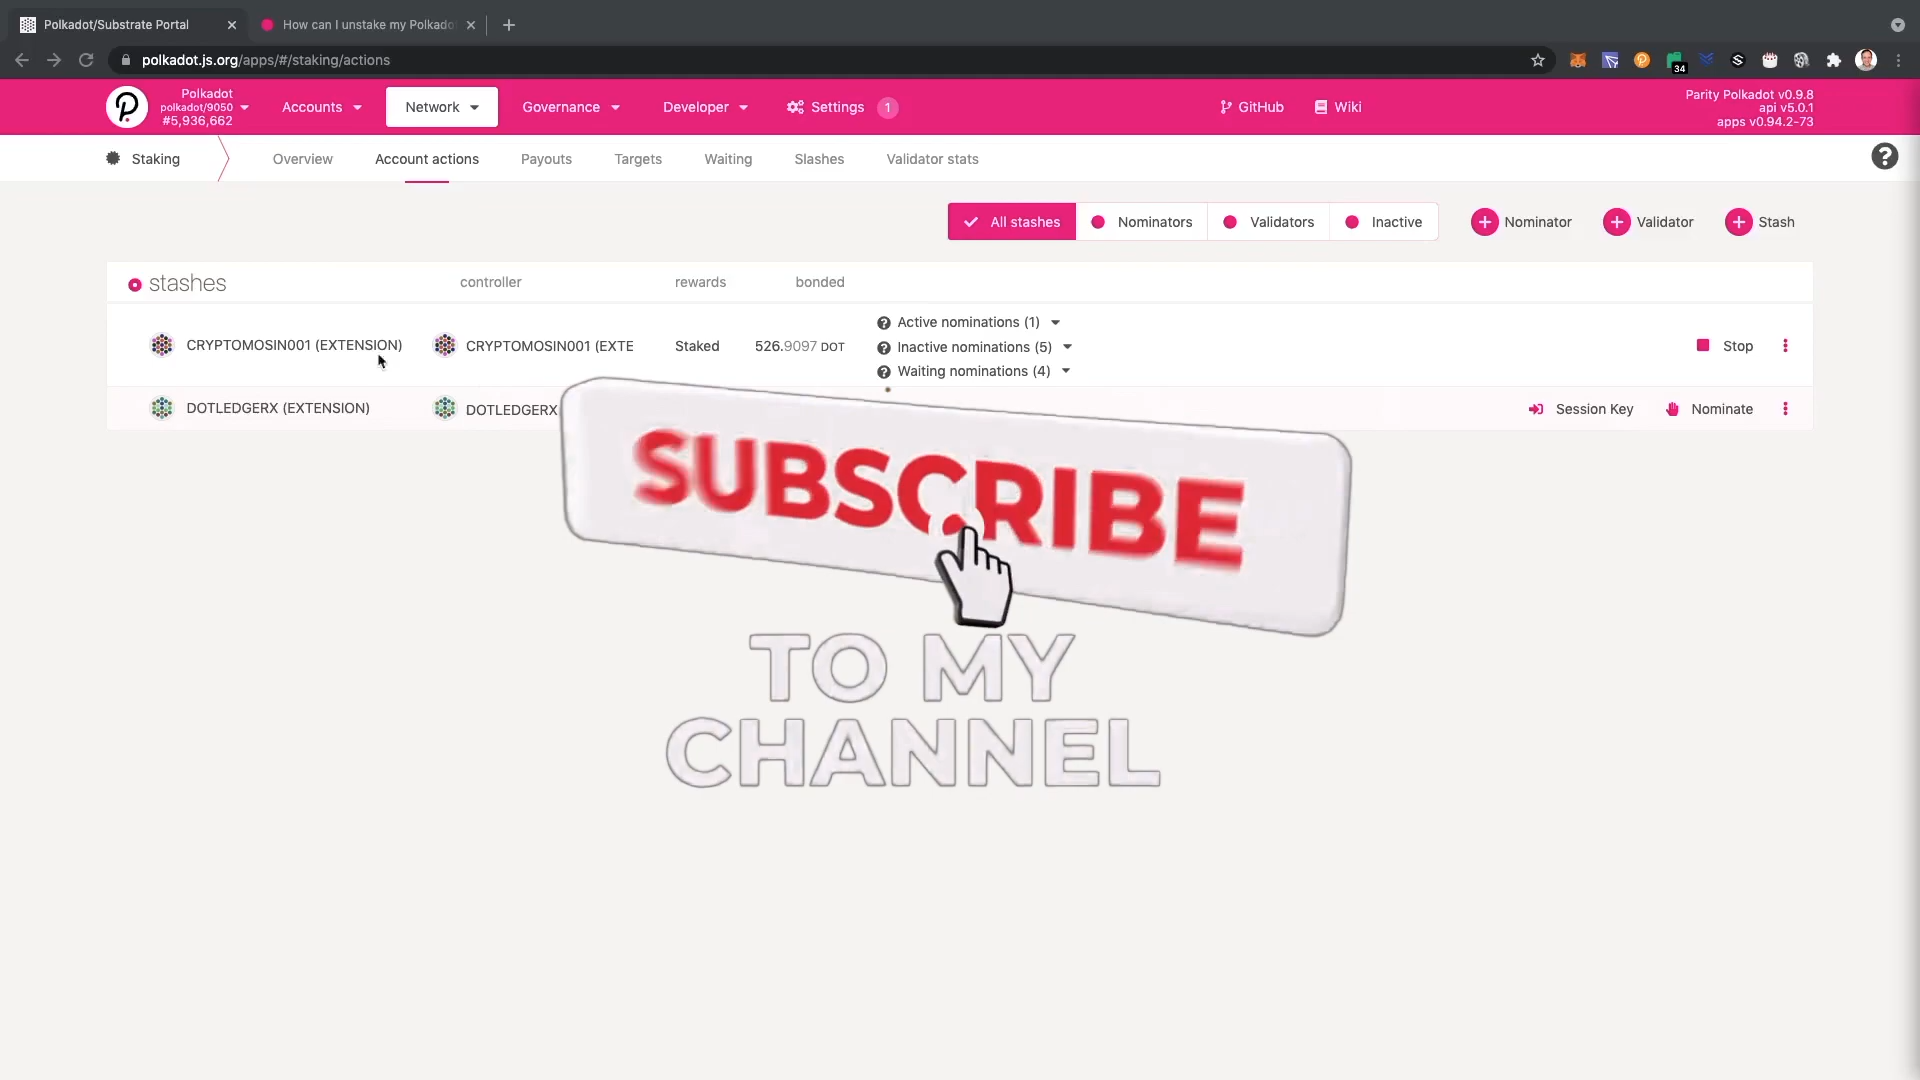 Polkadot/Substrate Portal
How can I unstake my Polkado
polkadot.js.org/apps/#/staking/actions
34
Polkadot
polkadot/9050
#5,936,662
Accounts
Network
Governance
Developer
Settings
1
GitHub
Wiki
Parity Polkadot v0.9.8
api v5.0.1
apps v0.94.2-73
Staking
Overview
Account actions
Payouts
Targets
Waiting
Slashes
Validator stats
All stashes
Nominators
Validators
Inactive
Nominator
Validator
Stash
stashes
controller
rewards
bonded
CRYPTOMOSIN001 (EXTENSION)
CRYPTOMOSIN001 (EXTE
Staked
526.9097 DOT
Active nominations (1)
Inactive nominations (5)
Waiting nominations (4)
Stop
DOTLEDGERX (EXTENSION)
DOTLEDGERX
Session Key
Nominate
SUBSCRIBE
TO MY
CHANNEL